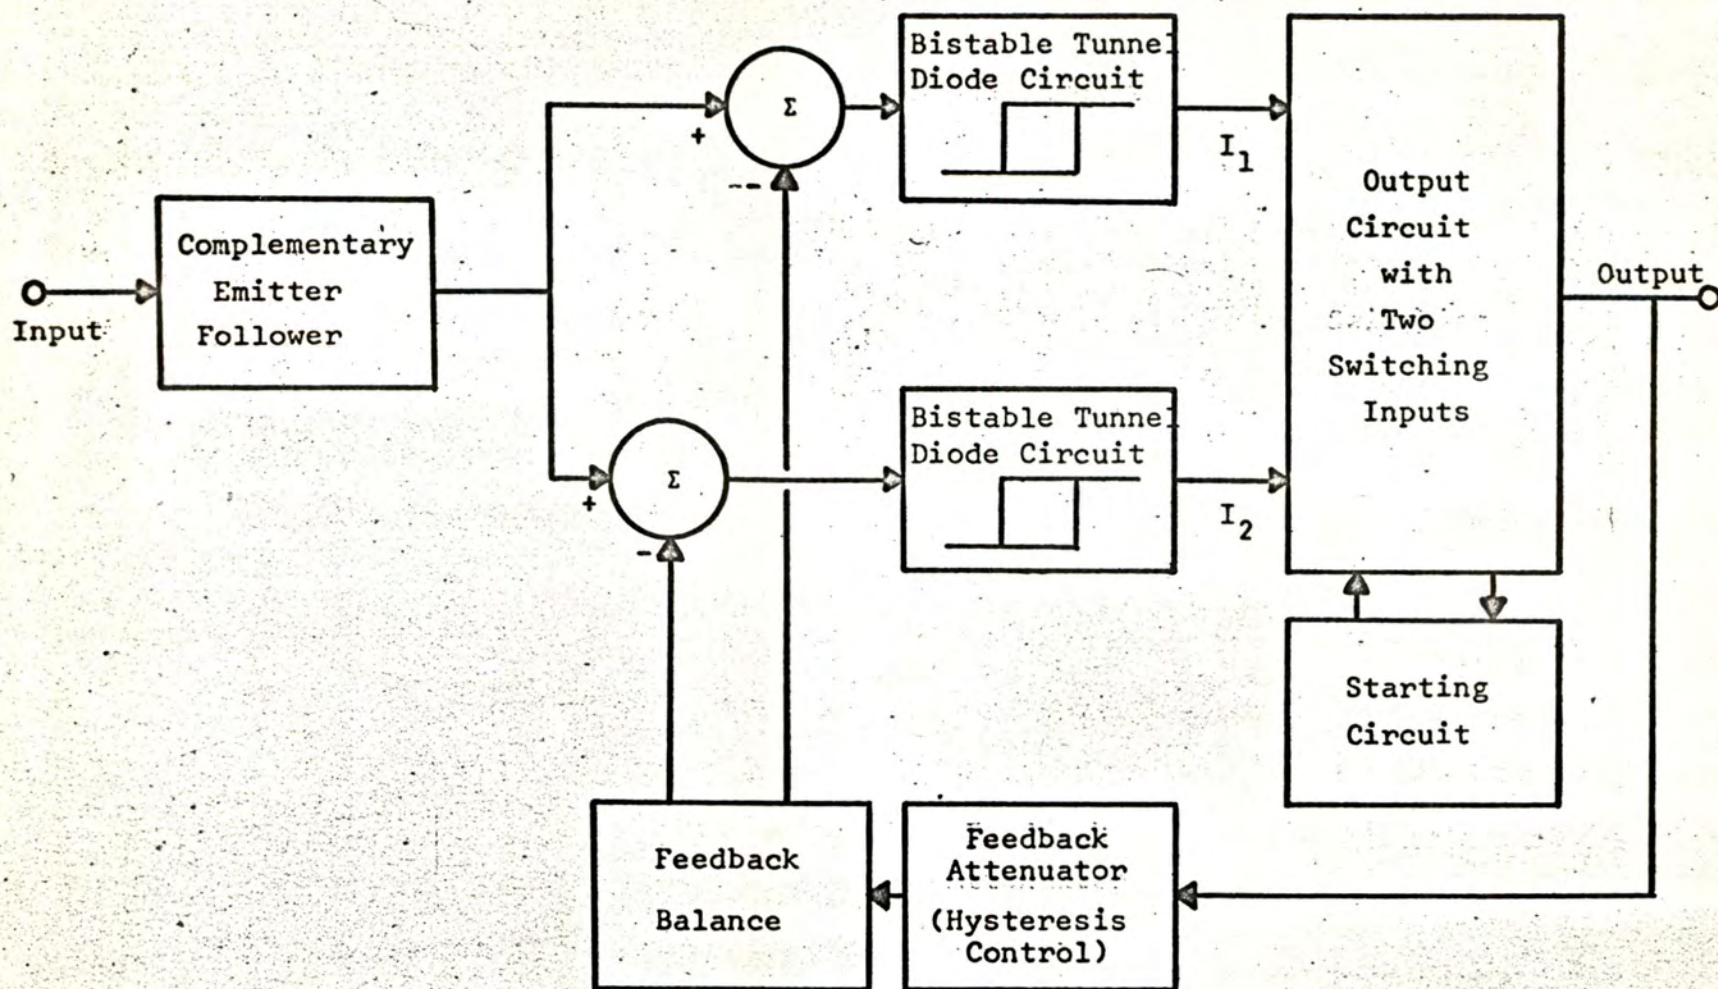 Bistable Tunnel
Diode Circuit
Σ
+
--
I1
Output
Circuit
with
Two
Switching
Inputs
Output
Complementary
Emitter
Follower
Input
Bistable Tunnel
Diode Circuit
Σ
+
-
I2
Starting
Circuit
Feedback
Balance
Feedback
Attenuator
(Hysteresis
Control)